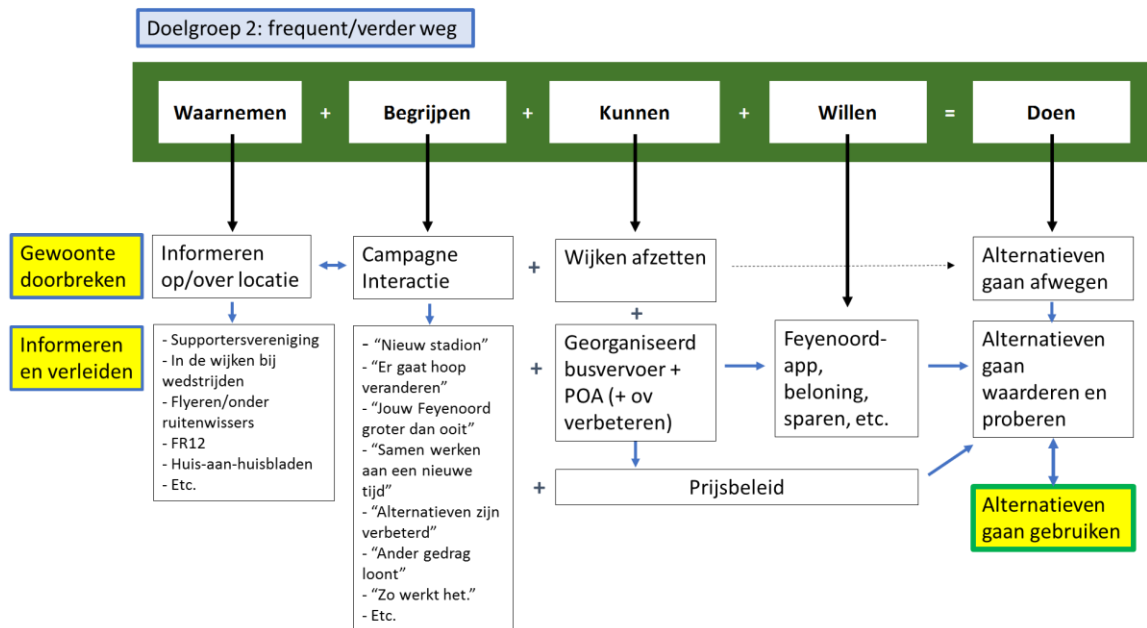 Doelgroep 2: frequent/verder weg
Waarnemen + Begrijpen + Kunnen + Willen = Doen
Gewoonte
doorbreken
Informeren
op/over locatie
Campagne
Interactie
+
Wijken afzetten
Alternatieven
gaan afwegen
+
Informeren
en verleiden
- Supportersvereniging
- In de wijken bij
wedstrijden
- Flyeren/onder
ruitenwissers
- FR12
- Huis-aan-huisbladen
- Etc.
- "Nieuw stadion"
- "Er gaat hoop
veranderen"
- "Jouw Feyenoord
groter dan ooit"
- "Samen werken
aan een nieuwe
tijd"
- "Alternatieven zijn
verbeterd"
- "Ander gedrag
loont"
- "Zo werkt het."
- Etc.
+
Georganiseerd
busvervoer +
POA (+ ov
verbeteren)
Feyenoord-
app,
beloning,
sparen, etc.
Alternatieven
gaan
waarderen en
proberen
+
Prijsbeleid
Alternatieven
gaan gebruiken